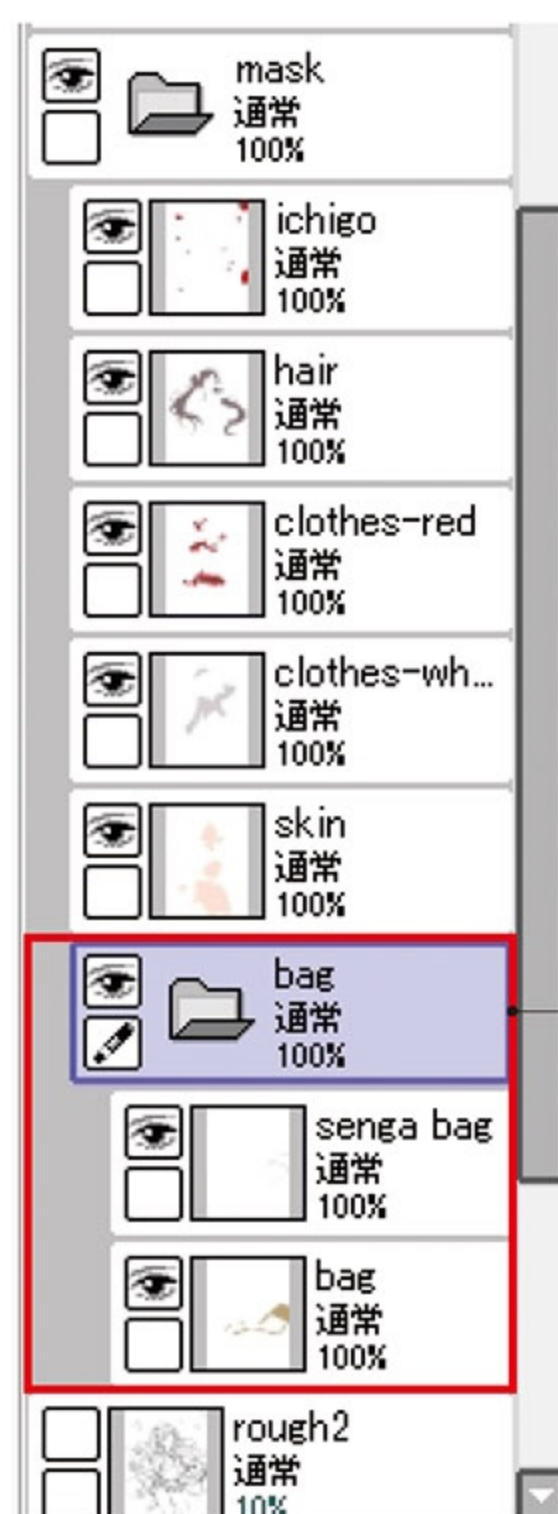 mask
通常
100%
ichigo
通常
100%
hair
通常
100%
clothes-red
通常
100%
clothes-wh...
通常
100%
skin
通常
100%
bag
通常
100%
senga bag
通常
100%
bag
通常
100%
rough2
通常
10%